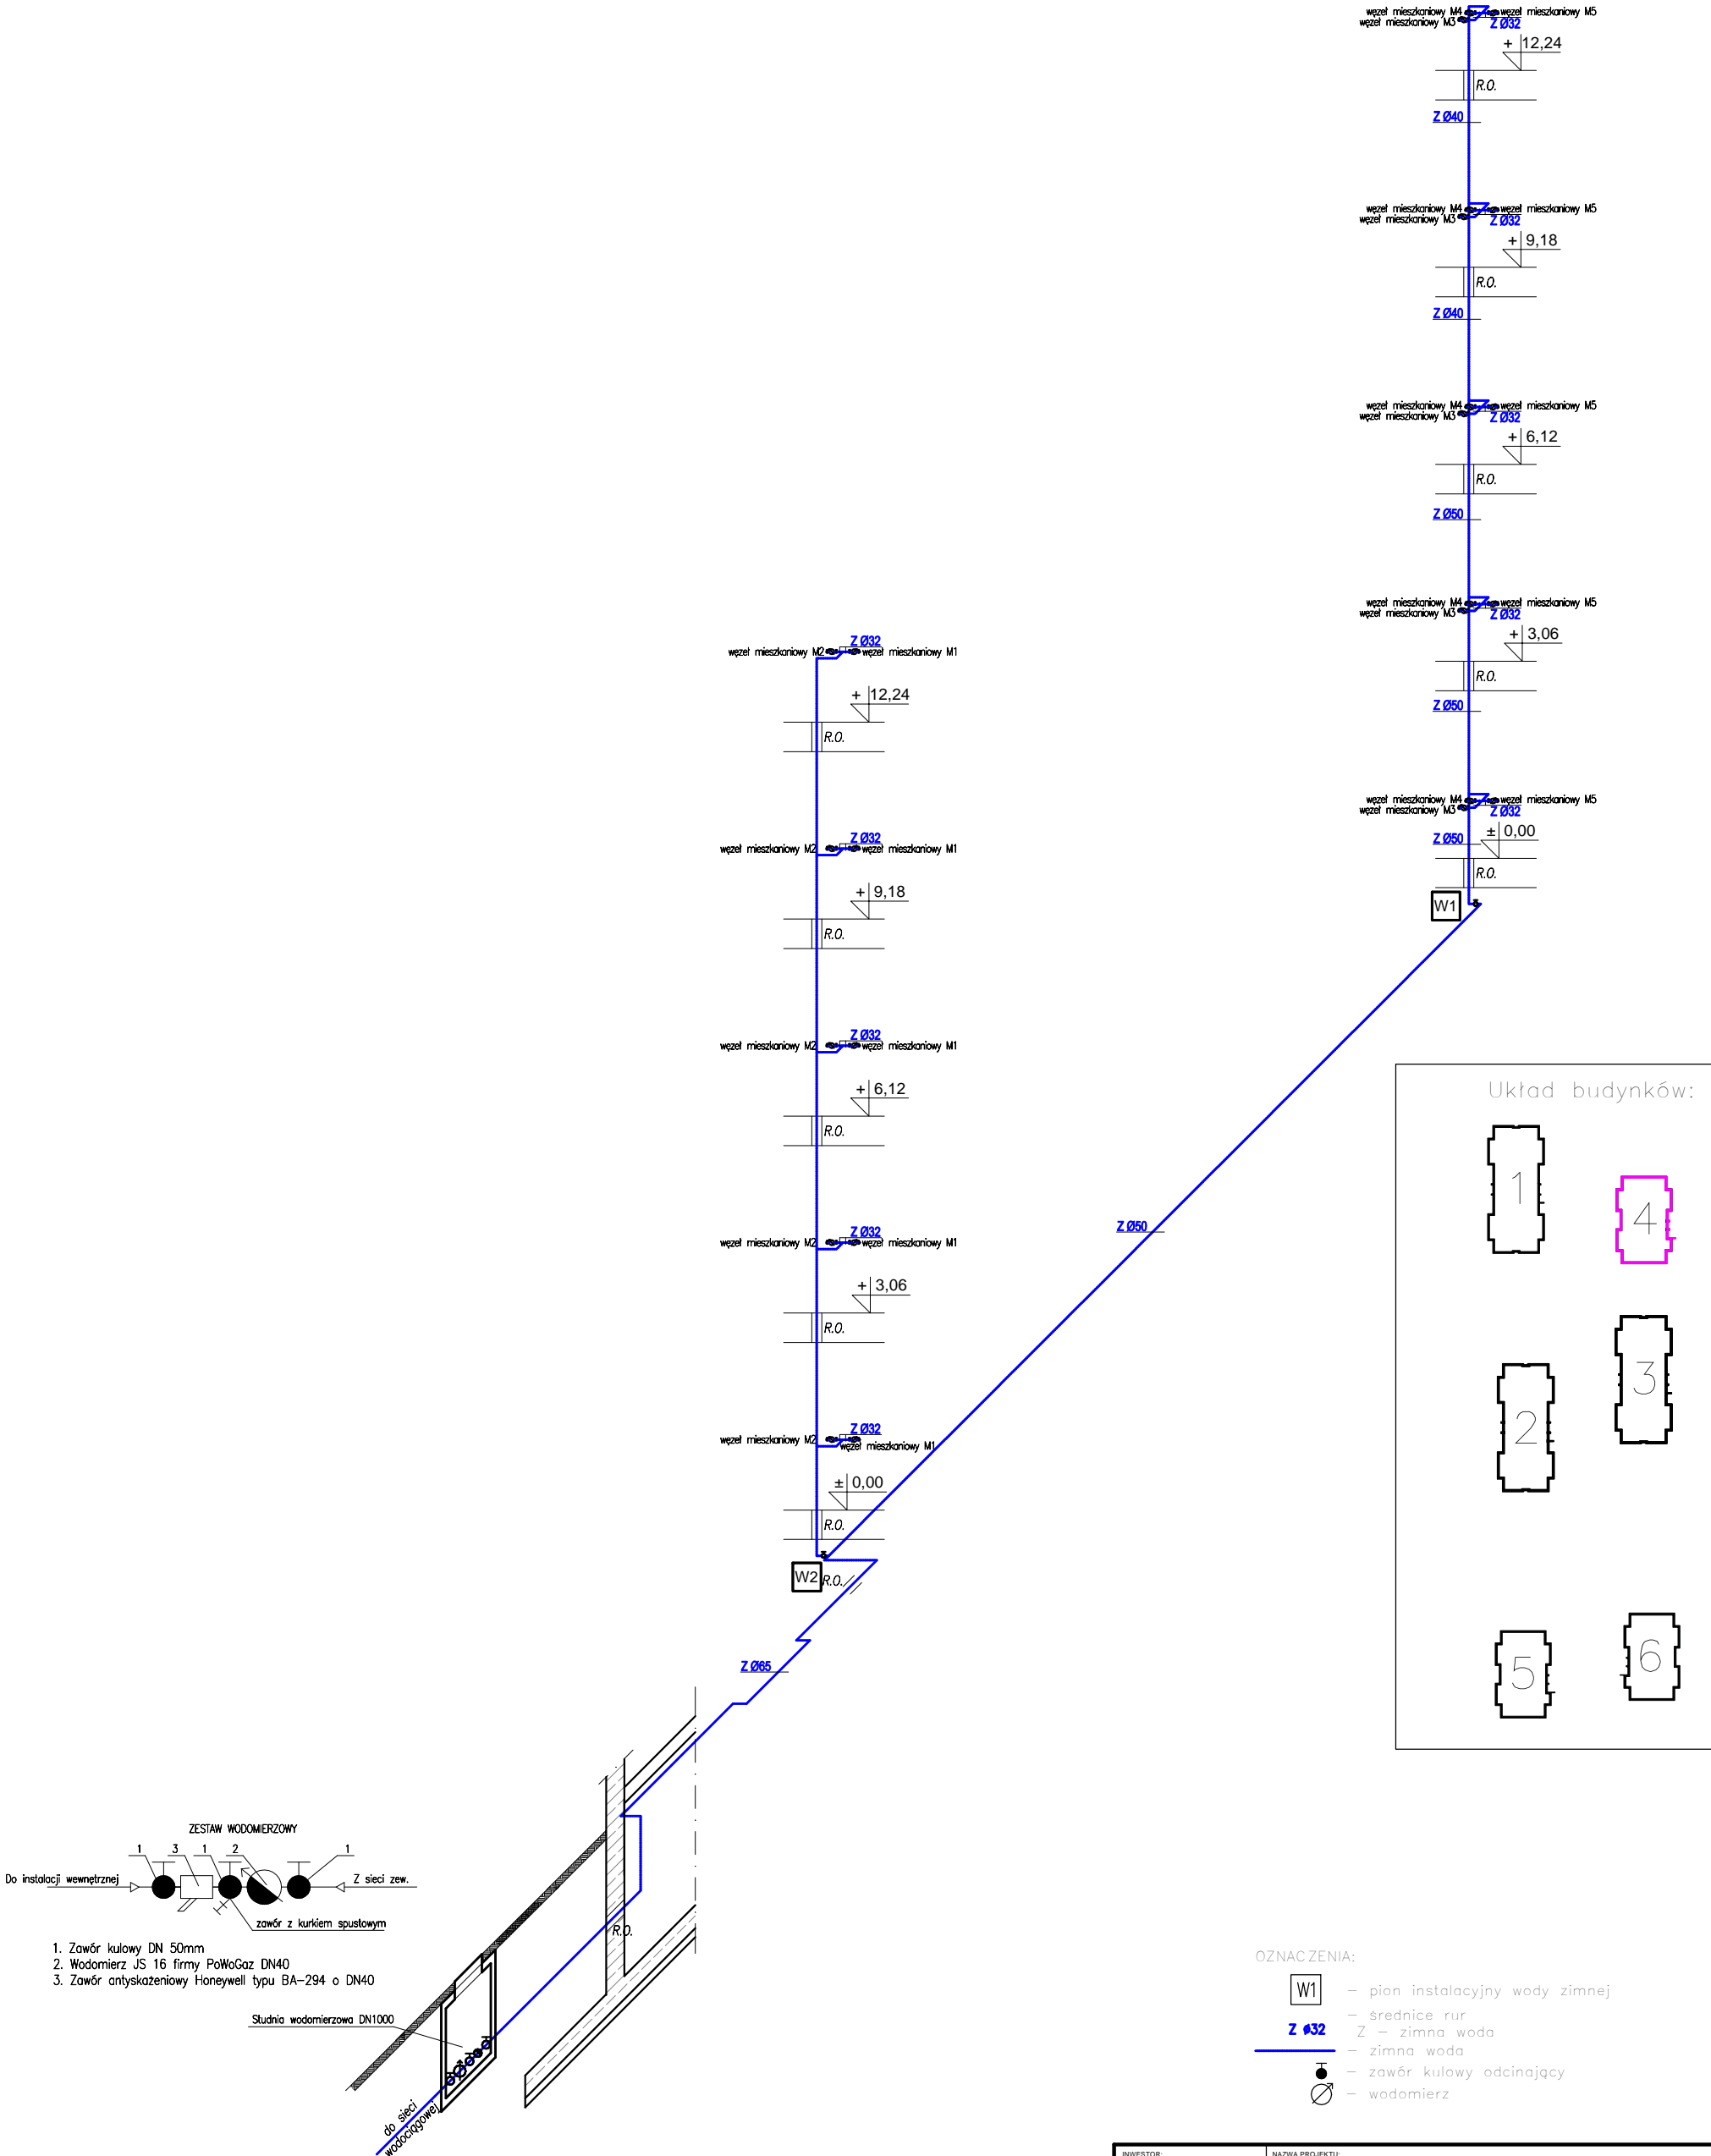 węzeł mieszkaniowy M4 węzeł mieszkaniowy M5
węzeł mieszkaniowy M3 Z Ø32
+ 12,24
R.O.
Z Ø40
węzeł mieszkaniowy M4 węzeł mieszkaniowy M5
węzeł mieszkaniowy M3 Z Ø32
+ 9,18
R.O.
Z Ø40
węzeł mieszkaniowy M4 węzeł mieszkaniowy M5
węzeł mieszkaniowy M3 Z Ø32
+ 6,12
R.O.
Z Ø50
węzeł mieszkaniowy M4 węzeł mieszkaniowy M5
węzeł mieszkaniowy M3 Z Ø32
+ 3,06
R.O.
Z Ø50
węzeł mieszkaniowy M4 węzeł mieszkaniowy M5
węzeł mieszkaniowy M3 Z Ø32
Z Ø50 ± 0,00
R.O.
W1
Z Ø32
węzeł mieszkaniowy M2 węzeł mieszkaniowy M1
+ 12,24
R.O.
Z Ø32
węzeł mieszkaniowy M2 węzeł mieszkaniowy M1
+ 9,18
R.O.
Z Ø32
węzeł mieszkaniowy M2 węzeł mieszkaniowy M1
+ 6,12
R.O.
Z Ø32
węzeł mieszkaniowy M2 węzeł mieszkaniowy M1
+ 3,06
R.O.
Z Ø32
węzeł mieszkaniowy M2 węzeł mieszkaniowy M1
± 0,00
R.O.
W2 R.O.
Z Ø50
Z Ø65
Układ budynków:
1
4
3
2
5
6
ZESTAW WODOMIERZOWY
1 3 1 2 1
Do instalacji wewnętrznej Z sieci zew.
zawór z kurkiem spustowym
1. Zawór kulowy DN 50mm
2. Wodomierz JS 16 firmy PoWoGaz DN40
3. Zawór antyskażeniowy Honeywell typu BA-294 o DN40
Studnia wodomierzowa DN1000
R.O.
do sieci
wodociągowej
OZNACZENIA:
W1 - pion instalacyjny wody zimnej
- średnice rur
Z ø32 Z - zimna woda
- zimna woda
- zawór kulowy odcinający
- wodomierz
INWESTOR: NAZWA PROJEKTU: